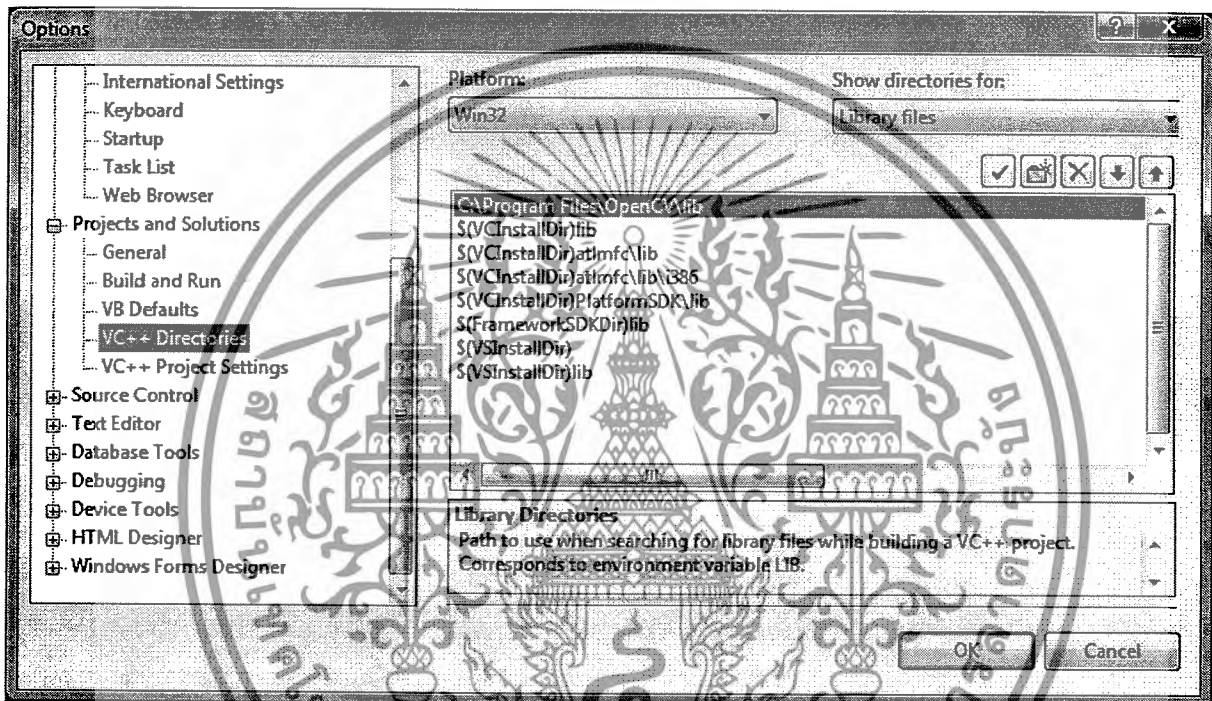 Options
International Settings
Keyboard
Startup
Task List
Web Browser
Projects and Solutions
General
Build and Run
VB Defaults
VC++ Directories
VC++ Project Settings
Source Control
Text Editor
Database Tools
Debugging
Device Tools
HTML Designer
Windows Forms Designer
Platform:
Win32
Show directories for:
Library files
C:\Program Files\OpenCV\lib
$(VCInstallDir)lib
$(VCInstallDir)atlmfc\lib
$(VCInstallDir)atlmfc\lib\i386
$(VCInstallDir)PlatformSDK\lib
$(FrameworkSDKDir)lib
$(VSInstallDir)
$(VSInstallDir)lib
Library Directories
Path to use when searching for library files while building a VC++ project.
Corresponds to environment variable LIB.
OK
Cancel